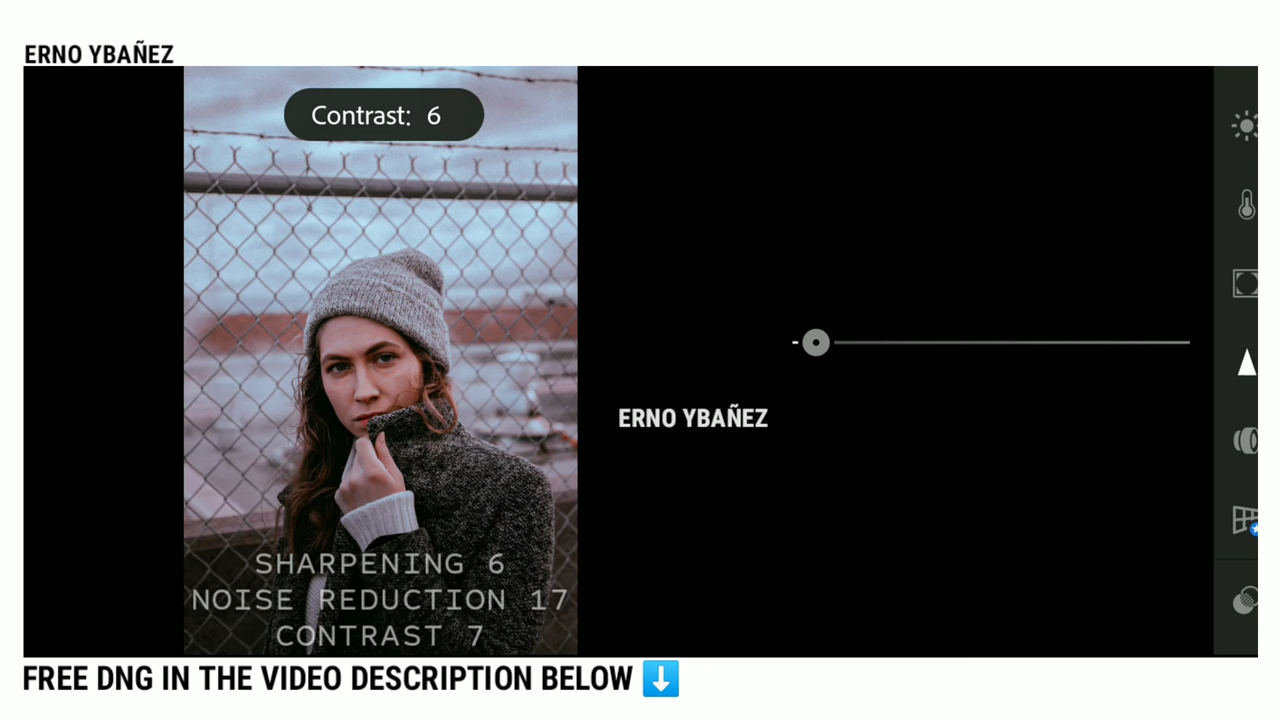 ERNO YBAÑEZ
Contrast: 6
ERNO YBAÑEZ
SHARPENING 6
NOISE REDUCTION 17
CONTRAST 7
FREE DNG IN THE VIDEO DESCRIPTION BELOW ⬇️